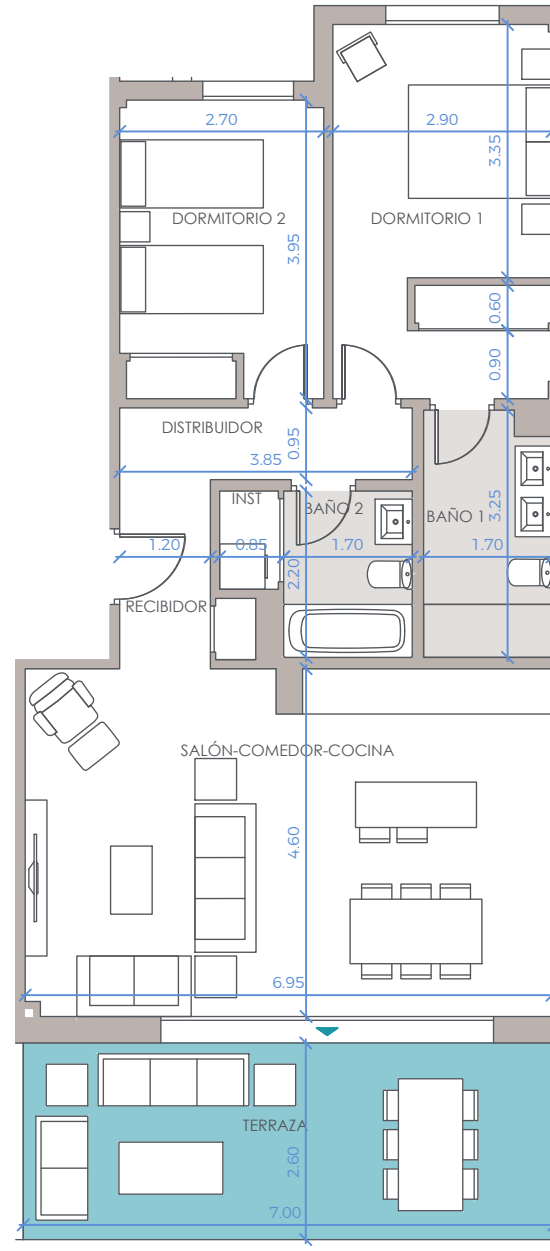 2.70
2.90
3.35
DORMITORIO 2
DORMITORIO 1
3.95
0.60
0.90
DISTRIBUIDOR
0.95
3.85
INST
BAÑO 2
BAÑO 1
3.25
1.20
0.85
1.70
1.70
2.20
RECIBIDOR
SALÓN-COMEDOR-COCINA
4.60
6.95
TERRAZA
2.60
7.00